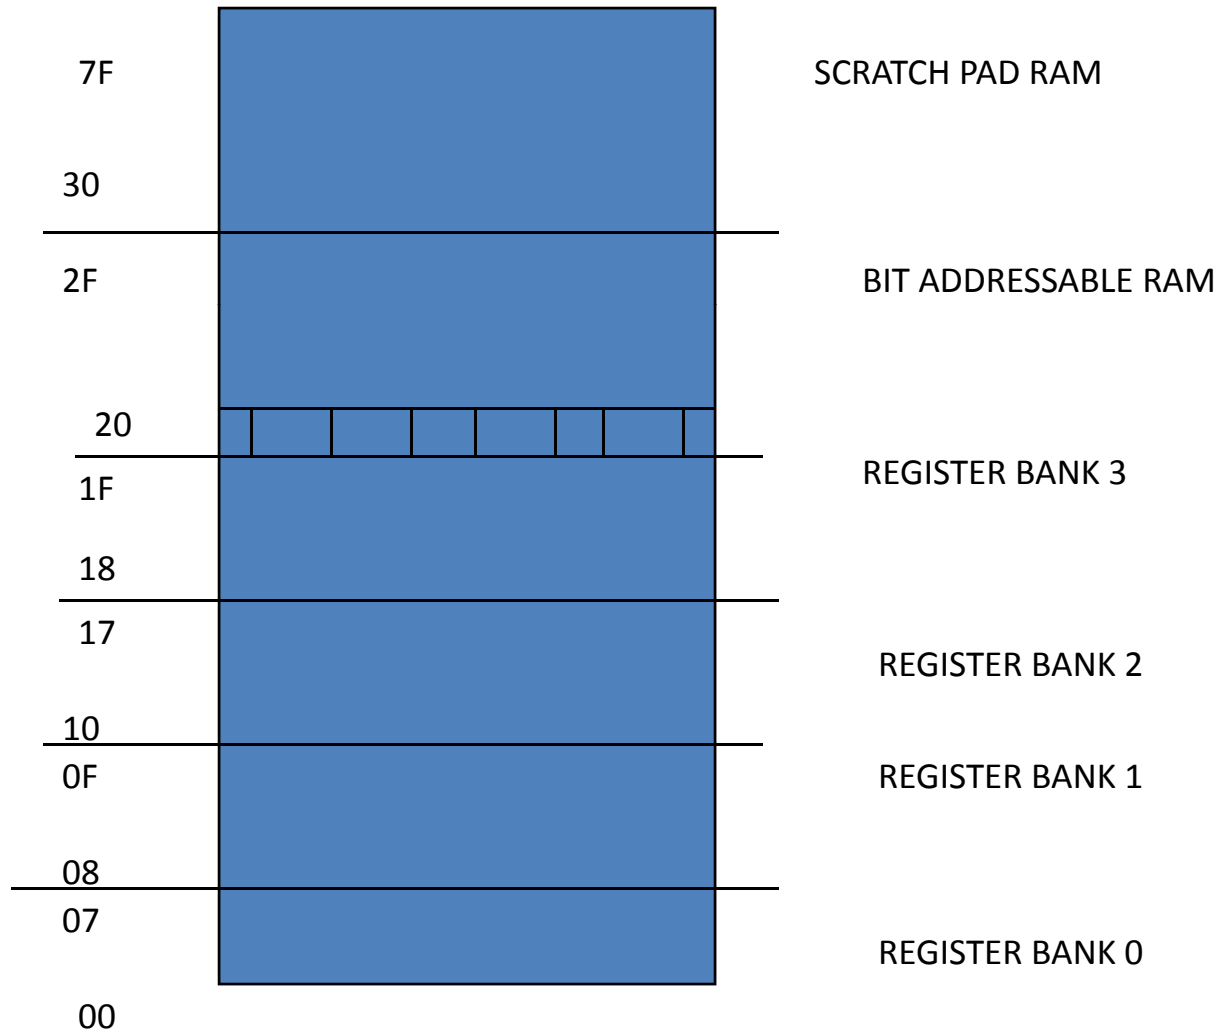 7F SCRATCH PAD RAM
30
2F BIT ADDRESSABLE RAM
20
REGISTER BANK 3
1F
18
17
REGISTER BANK 2
10
0F REGISTER BANK 1
08
07
REGISTER BANK 0
00